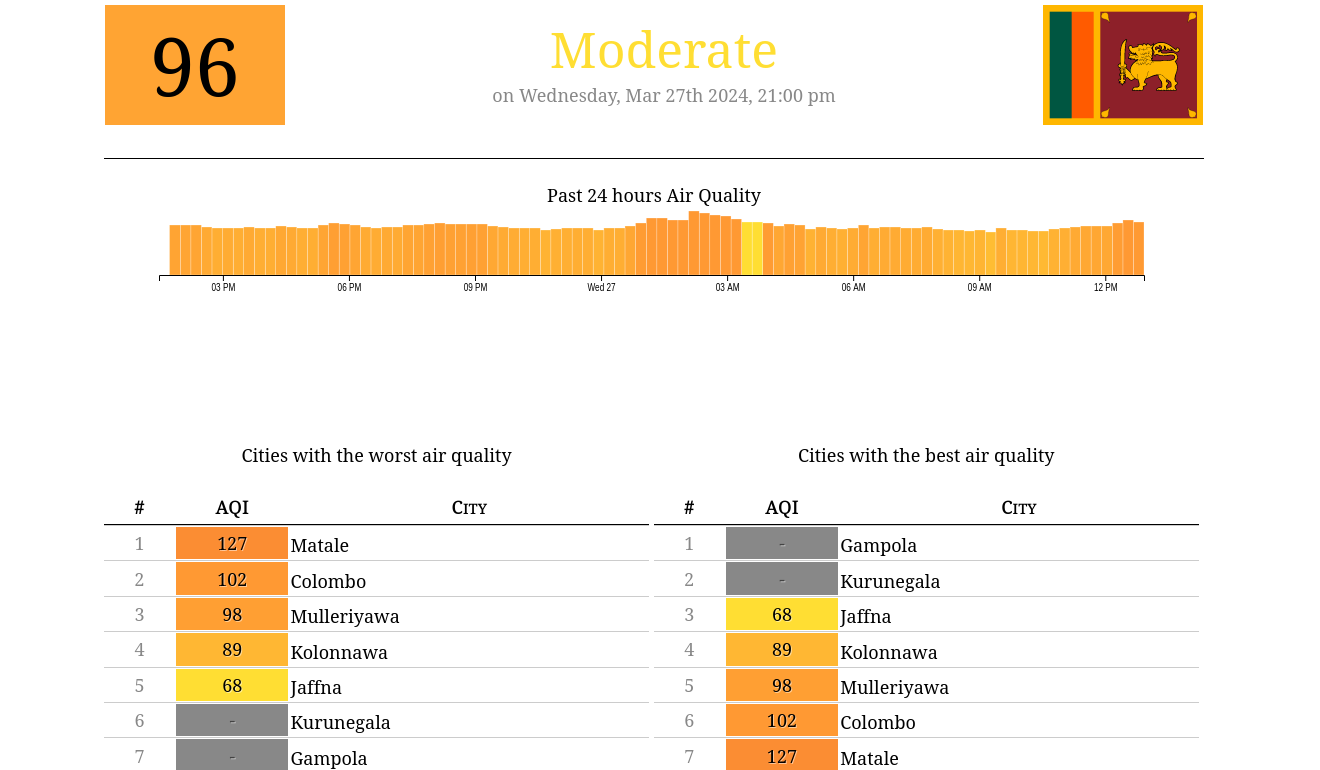 96
Moderate
on Wednesday, Mar 27th 2024, 21:00 pm
Past 24 hours Air Quality
03 PM 06 PM 09 PM Wed 27 03 AM 06 AM 09 AM 12 PM
Cities with the worst air quality
# AQI City
1 127 Matale
2 102 Colombo
3 98 Mulleriyawa
4 89 Kolonnawa
5 68 Jaffna
6 - Kurunegala
7 - Gampola
Cities with the best air quality
# AQI City
1 - Gampola
2 - Kurunegala
3 68 Jaffna
4 89 Kolonnawa
5 98 Mulleriyawa
6 102 Colombo
7 127 Matale